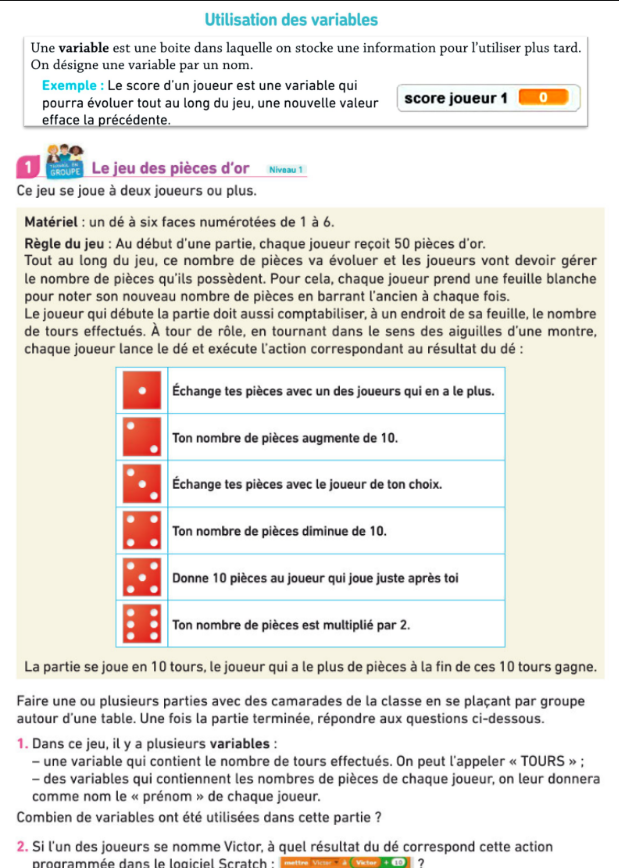 Utilisation des variables
Une variable est une boite dans laquelle on stocke une information pour l'utiliser plus tard.
On désigne une variable par un nom.
Exemple : Le score d'un joueur est une variable qui
pourra évoluer tout au long du jeu, une nouvelle valeur
efface la précédente.
score joueur 1 0
1 GROUPE Le jeu des pièces d'or Niveau 1
Ce jeu se joue à deux joueurs ou plus.
Matériel : un dé à six faces numérotées de 1 à 6.
Règle du jeu : Au début d'une partie, chaque joueur reçoit 50 pièces d'or.
Tout au long du jeu, ce nombre de pièces va évoluer et les joueurs vont devoir gérer
le nombre de pièces qu'ils possèdent. Pour cela, chaque joueur prend une feuille blanche
pour noter son nouveau nombre de pièces en barrant l'ancien à chaque fois.
Le joueur qui débute la partie doit aussi comptabiliser, à un endroit de sa feuille, le nombre
de tours effectués. À tour de rôle, en tournant dans le sens des aiguilles d'une montre,
chaque joueur lance le dé et exécute l'action correspondant au résultat du dé :
Échange tes pièces avec un des joueurs qui en a le plus.
Ton nombre de pièces augmente de 10.
Échange tes pièces avec le joueur de ton choix.
Ton nombre de pièces diminue de 10.
Donne 10 pièces au joueur qui joue juste après toi
Ton nombre de pièces est multiplié par 2.
La partie se joue en 10 tours, le joueur qui a le plus de pièces à la fin de ces 10 tours gagne.
Faire une ou plusieurs parties avec des camarades de la classe en se plaçant par groupe
autour d'une table. Une fois la partie terminée, répondre aux questions ci-dessous.
1. Dans ce jeu, il y a plusieurs variables :
– une variable qui contient le nombre de tours effectués. On peut l'appeler « TOURS » ;
– des variables qui contiennent les nombres de pièces de chaque joueur, on leur donnera
comme nom le « prénom » de chaque joueur.
Combien de variables ont été utilisées dans cette partie ?
2. Si l'un des joueurs se nomme Victor, à quel résultat du dé correspond cette action
programmée dans le logiciel Scratch : mettre Victor à Victor + 10 ?